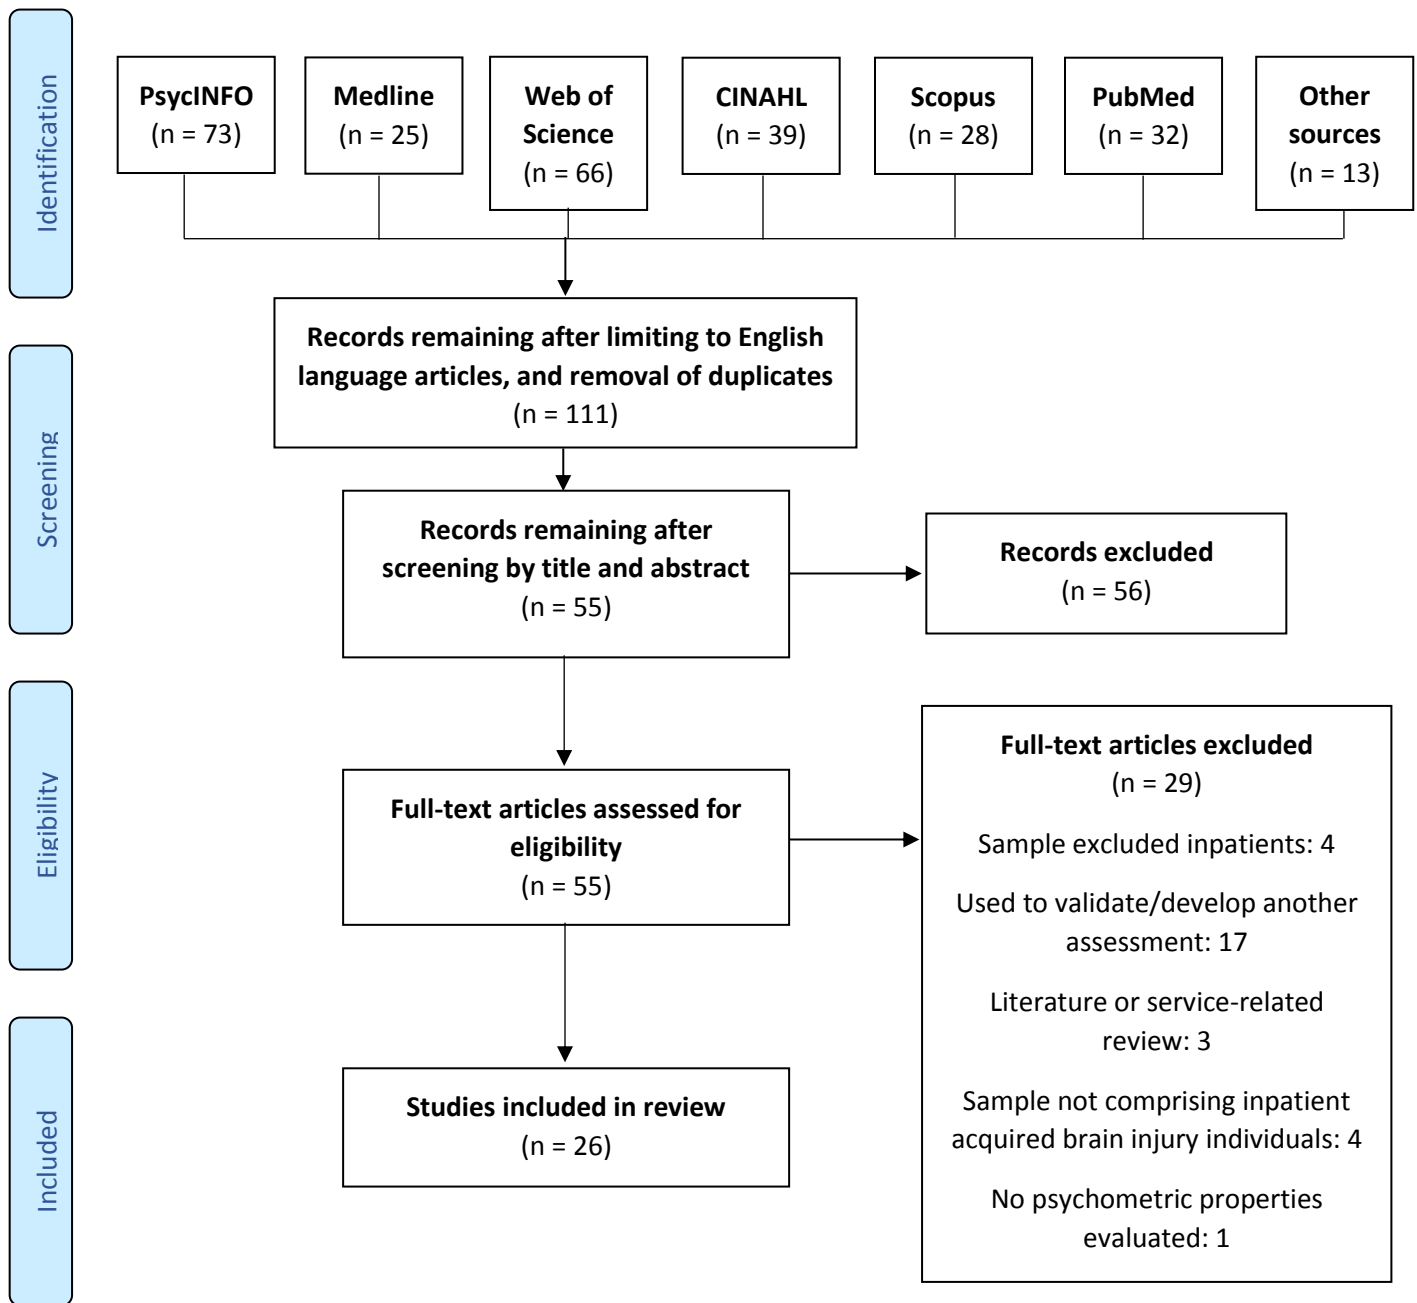 Identification
PsycINFO
(n = 73)
Medline
(n = 25)
Web of
Science
(n = 66)
CINAHL
(n = 39)
Scopus
(n = 28)
PubMed
(n = 32)
Other
sources
(n = 13)
Records remaining after limiting to English
language articles, and removal of duplicates
(n = 111)
Screening
Records remaining after
screening by title and abstract
(n = 55)
Records excluded
(n = 56)
Eligibility
Full-text articles assessed for
eligibility
(n = 55)
Full-text articles excluded
(n = 29)
Sample excluded inpatients: 4
Used to validate/develop another
assessment: 17
Literature or service-related
review: 3
Sample not comprising inpatient
acquired brain injury individuals: 4
No psychometric properties
evaluated: 1
Included
Studies included in review
(n = 26)